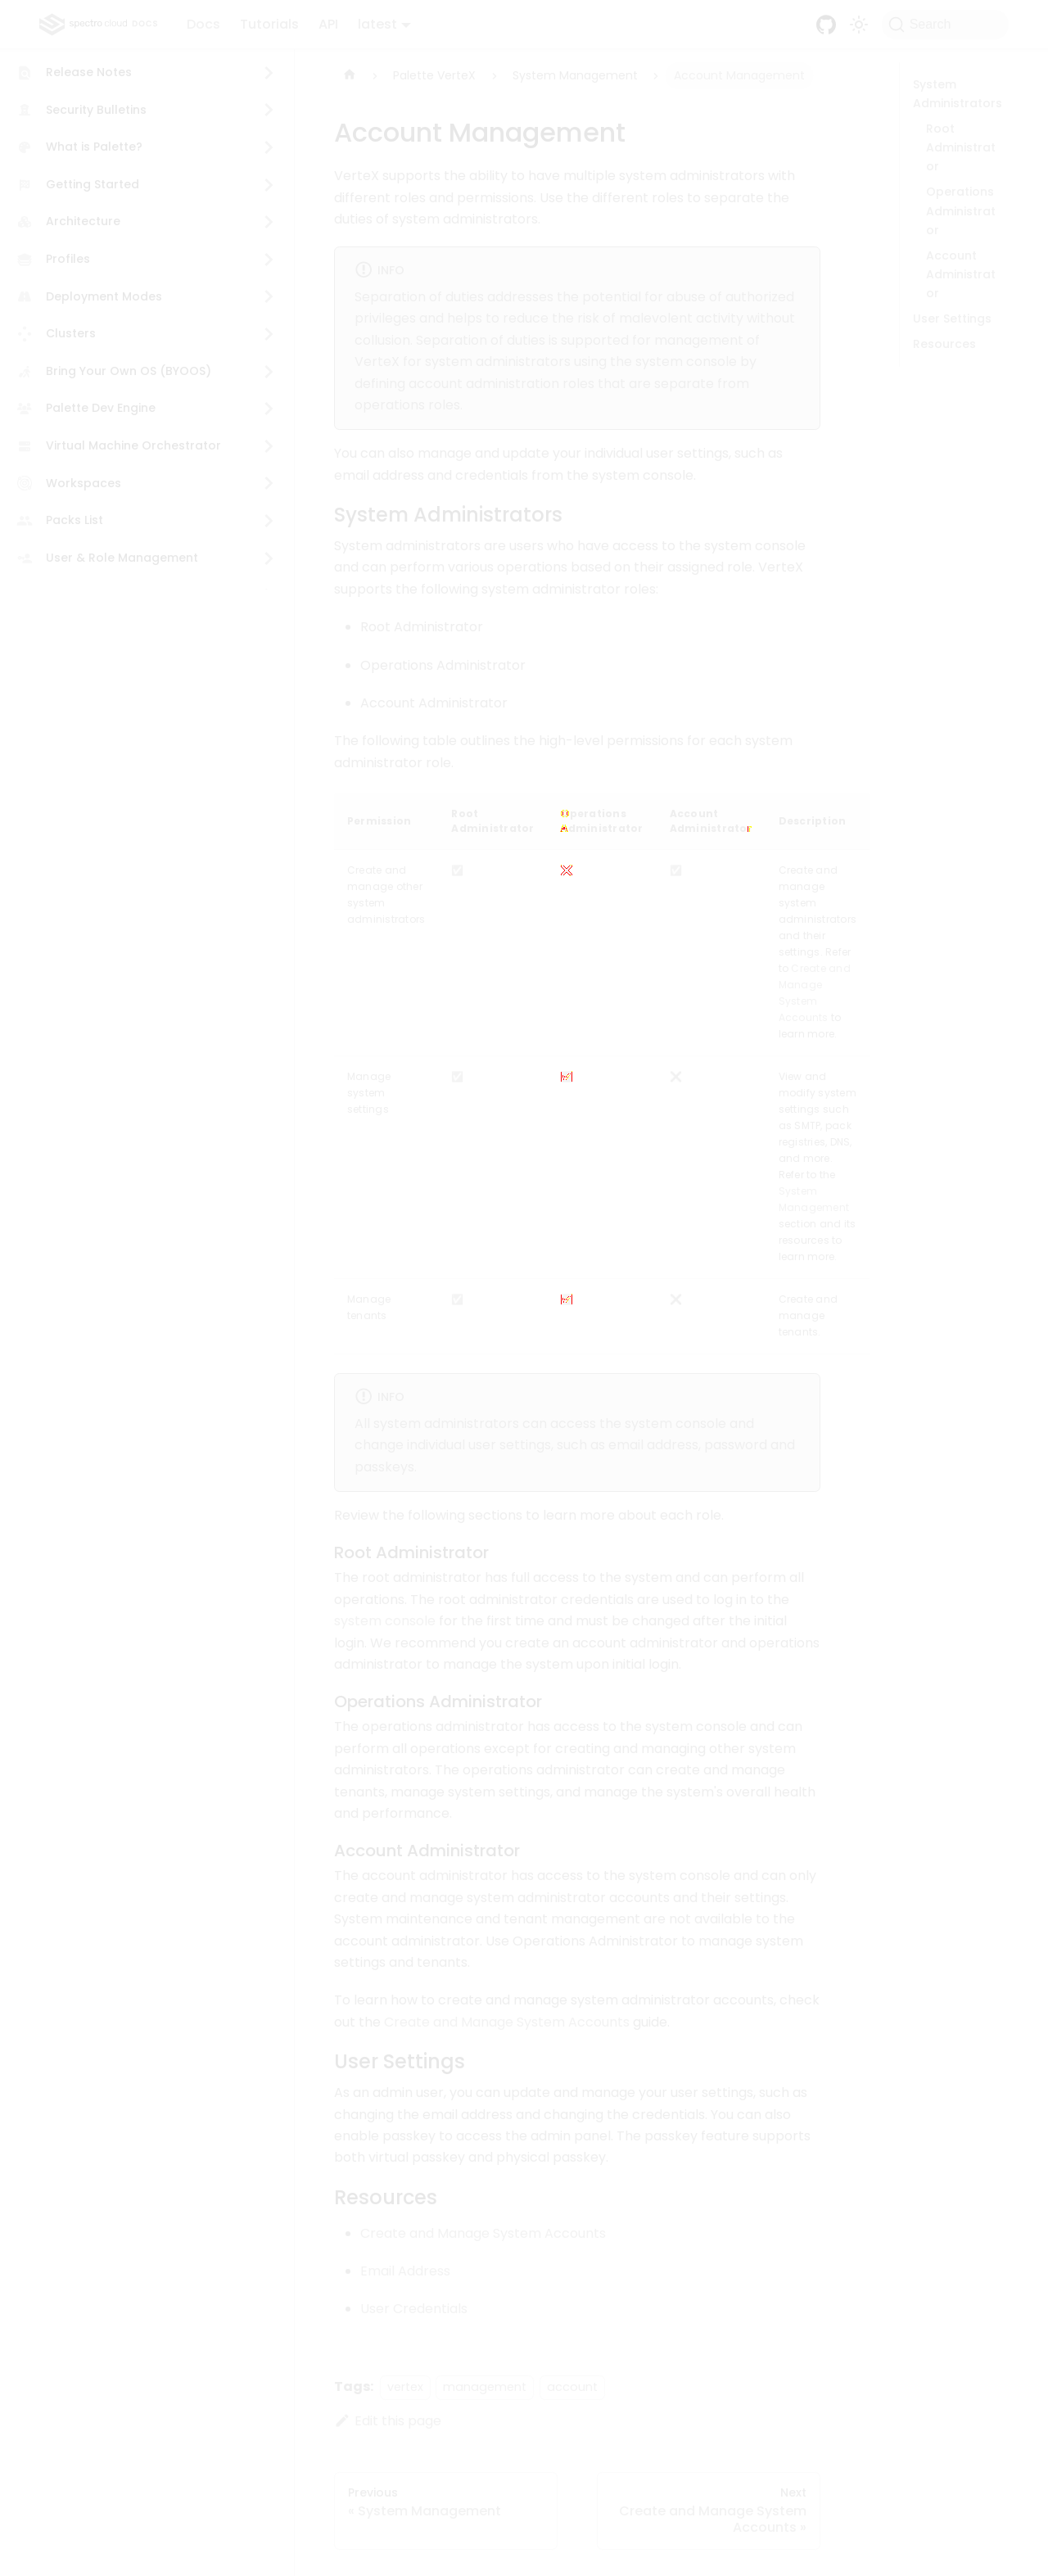 spectro cloud DOCS
Docs
Tutorials
API
latest
Search
Release Notes
Security Bulletins
What is Palette?
Getting Started
Architecture
Profiles
Deployment Modes
Clusters
Bring Your Own OS (BYOOS)
Palette Dev Engine
Virtual Machine Orchestrator
Workspaces
Packs List
User & Role Management
Palette VerteX
System Management
Account Management
Account Management
VerteX supports the ability to have multiple system administrators with
different roles and permissions. Use the different roles to separate the
duties of system administrators.
INFO
Separation of duties addresses the potential for abuse of authorized
privileges and helps to reduce the risk of malevolent activity without
collusion. Separation of duties is supported for management of
VerteX for system administrators using the system console by
defining account administration roles that are separate from
operations roles.
You can also manage and update your individual user settings, such as
email address and credentials from the system console.
System Administrators
System administrators are users who have access to the system console
and can perform various operations based on their assigned role. VerteX
supports the following system administrator roles:
Root Administrator
Operations Administrator
Account Administrator
The following table outlines the high-level permissions for each system
administrator role.
Permission
Root
Administrator
Operations
Administrator
Account
Administrator
Description
Create and
manage other
system
administrators
Create and
manage
system
administrators
and their
settings. Refer
to Create and
Manage
System
Accounts to
learn more.
Manage
system
settings
View and
modify system
settings such
as SMTP, pack
registries, DNS,
and more.
Refer to the
System
Management
section and its
resources to
learn more.
Manage
tenants
Create and
manage
tenants.
INFO
All system administrators can access the system console and
change individual user settings, such as email address, password and
passkeys.
Review the following sections to learn more about each role.
Root Administrator
The root administrator has full access to the system and can perform all
operations. The root administrator credentials are used to log in to the
system console for the first time and must be changed after the initial
login. We recommend you create an account administrator and operations
administrator to manage the system upon initial login.
Operations Administrator
The operations administrator has access to the system console and can
perform all operations except for creating and managing other system
administrators. The operations administrator can create and manage
tenants, manage system settings, and manage the system's overall health
and performance.
Account Administrator
The account administrator has access to the system console and can only
create and manage system administrator accounts and their settings.
System maintenance and tenant management are not available to the
account administrator. Use Operations Administrator to manage system
settings and tenants.
To learn how to create and manage system administrator accounts, check
out the Create and Manage System Accounts guide.
User Settings
As an admin user, you can update and manage your user settings, such as
changing the email address and changing the credentials. You can also
enable passkey to access the admin panel. The passkey feature supports
both virtual passkey and physical passkey.
Resources
Create and Manage System Accounts
Email Address
User Credentials
Tags:
vertex
management
account
Edit this page
Previous
« System Management
Next
Create and Manage System
Accounts »
System
Administrators
Root
Administrat
or
Operations
Administrat
or
Account
Administrat
or
User Settings
Resources